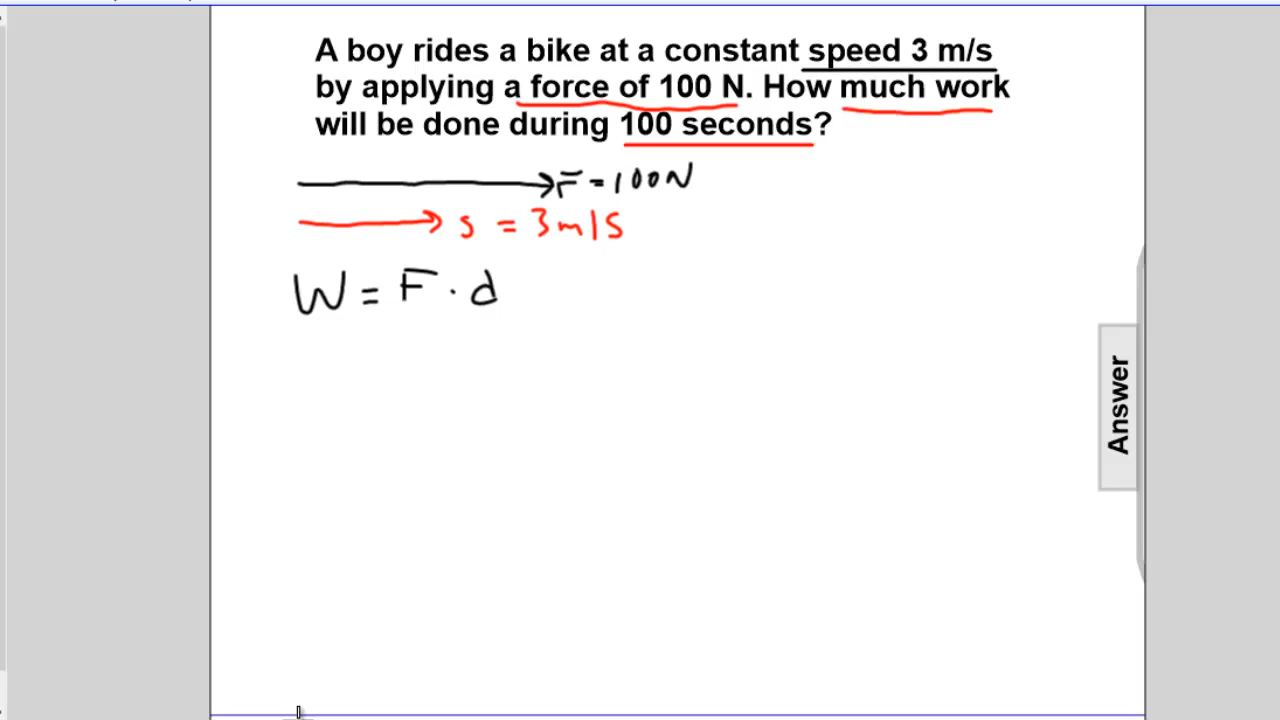 A boy rides a bike at a constant speed 3 m/s
by applying a force of 100 N. How much work
will be done during 100 seconds?
F = 100N
s = 3m/s
W = F · d
Answer